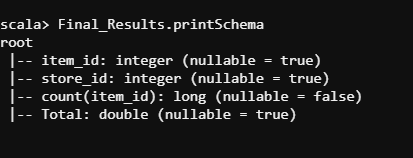 scala> Final_Results.printSchema
root
 |-- item_id: integer (nullable = true)
 |-- store_id: integer (nullable = true)
 |-- count(item_id): long (nullable = false)
 |-- Total: double (nullable = true)